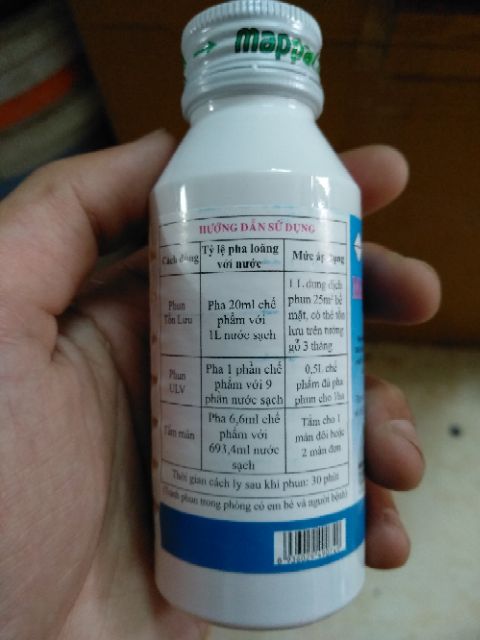 mappa
HƯỚNG DẪN SỬ DỤNG
Cách dùng
Tỷ lệ pha loãng
với nước
Mức áp dụng
Phun
Tồn Lưu
Pha 20ml chế
phẩm với
1L nước sạch
1 L dung dịch
phun 25m² bề
mặt, có thể tồn
lưu trên tường
gỗ 3 tháng
Phun
ULV
Pha 1 phần chế
phẩm với 9
phần nước sạch
0,5L chế
phẩm đã pha
phun cho 1ha
Tẩm màn
Pha 6,6ml chế
phẩm với
693,4ml nước
sạch
Tẩm cho 1
màn đôi hoặc
2 màn đơn
Thời gian cách ly sau khi phun: 30 phút
(Tránh phun trong phòng có em bé và người bệnh)